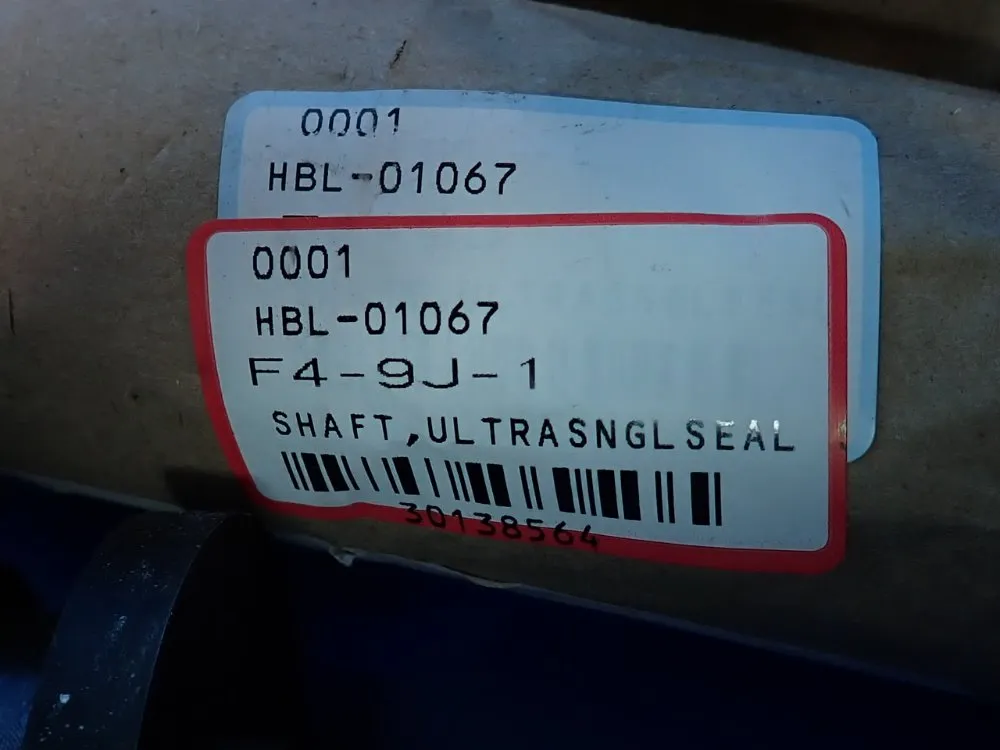 0001
HBL-01067
0001
HBL-01067
F4-9J-1
SHAFT,ULTRASNGLSEAL
30138564